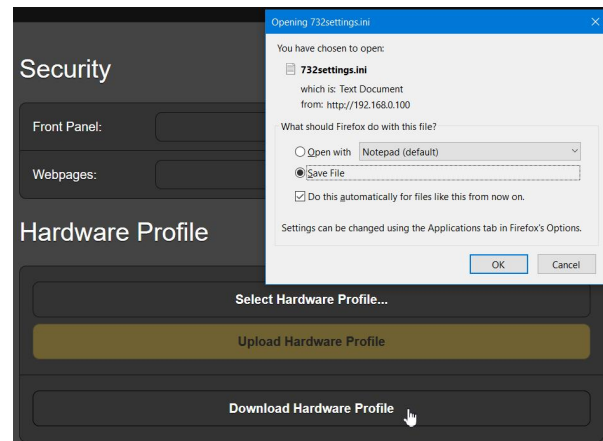 Opening 732settings.ini
You have chosen to open:
732settings.ini
which is: Text Document
from: http://192.168.0.100
What should Firefox do with this file?
Open with Notepad (default)
Save File
Do this automatically for files like this from now on.
Settings can be changed using the Applications tab in Firefox's Options.
OK Cancel
Security
Front Panel:
Webpages:
Hardware Profile
Select Hardware Profile...
Upload Hardware Profile
Download Hardware Profile